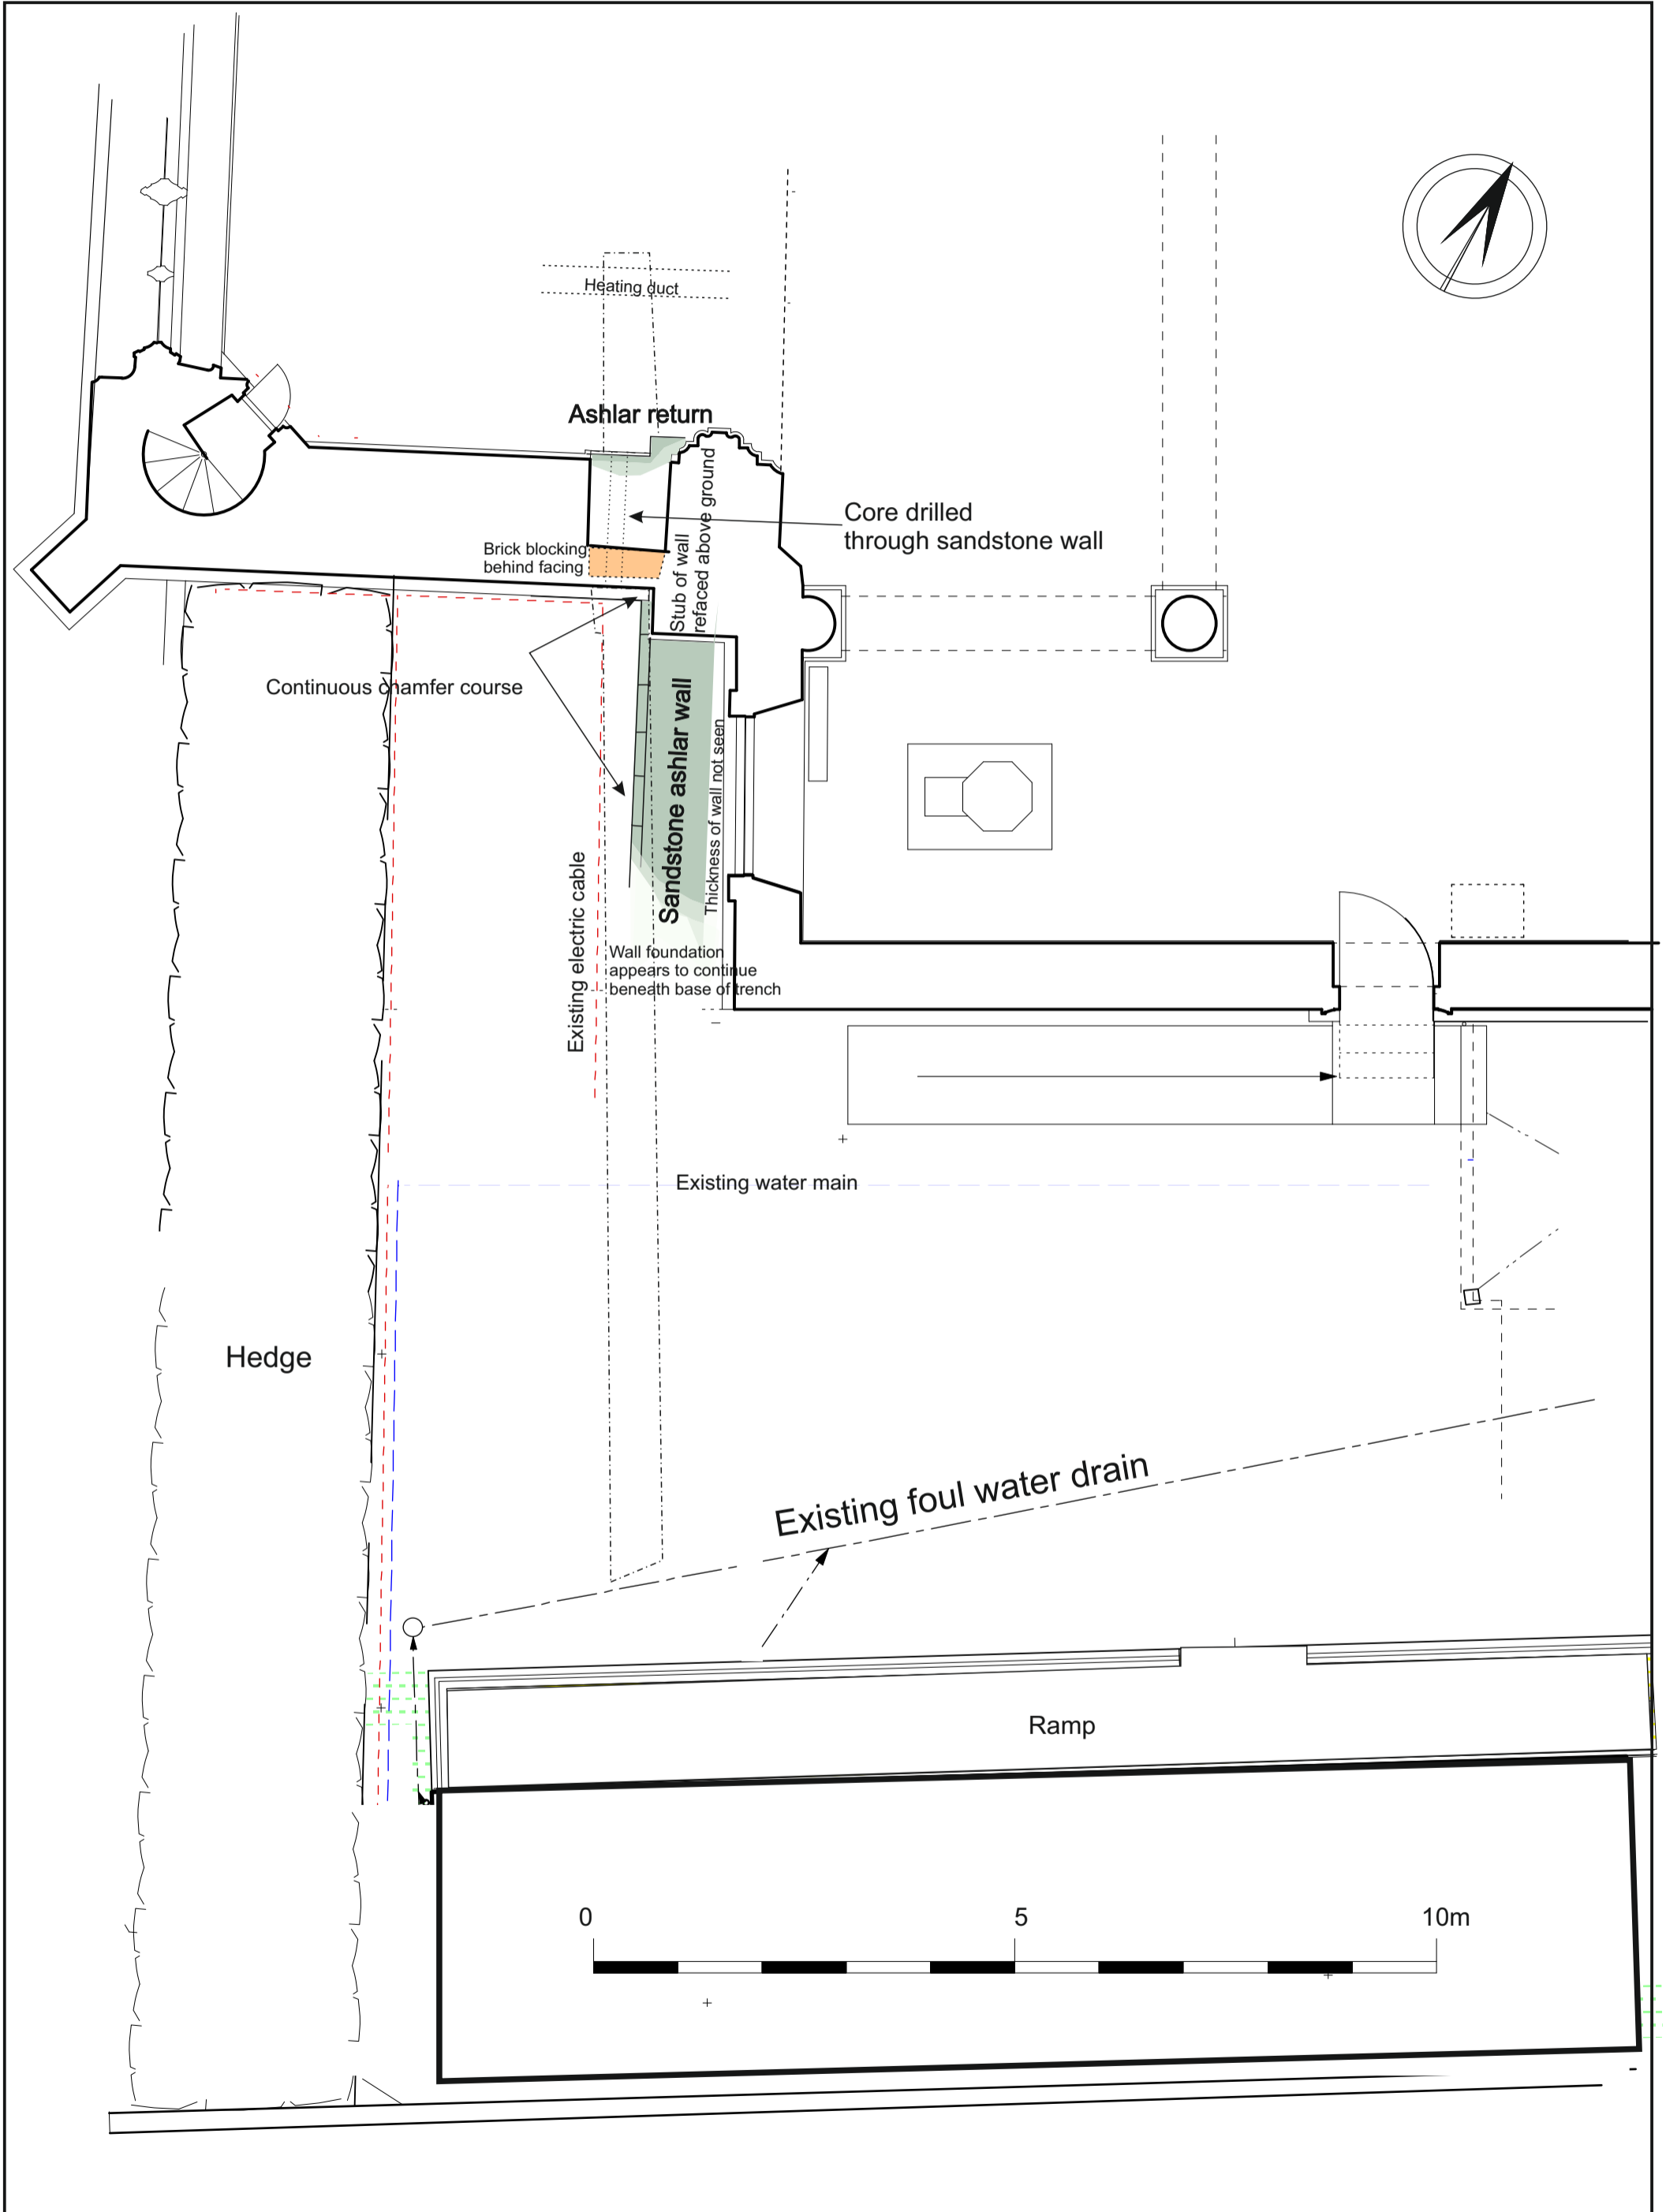 Heating duct
Ashlar return
Core drilled
through sandstone wall
Brick blocking
behind facing
Stub of wall
refaced above ground
Continuous chamfer course
Sandstone ashlar wall
Thickness of wall not seen
Existing electric cable
Wall foundation
appears to continue
beneath base of trench
Existing water main
Hedge
Existing foul water drain
Ramp
0 5 10m